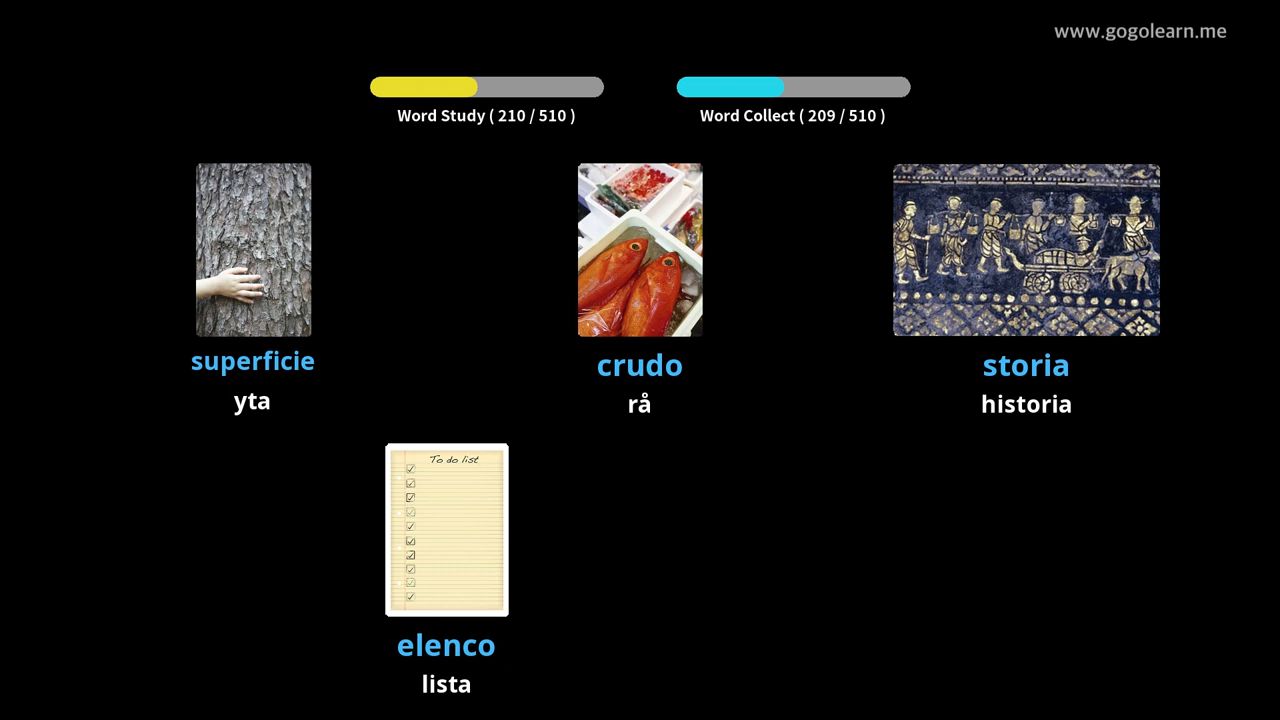 www.gogolearn.me
Word Study ( 210 / 510 )
Word Collect ( 209 / 510 )
superficie
yta
crudo
rå
storia
historia
To do list
elenco
lista